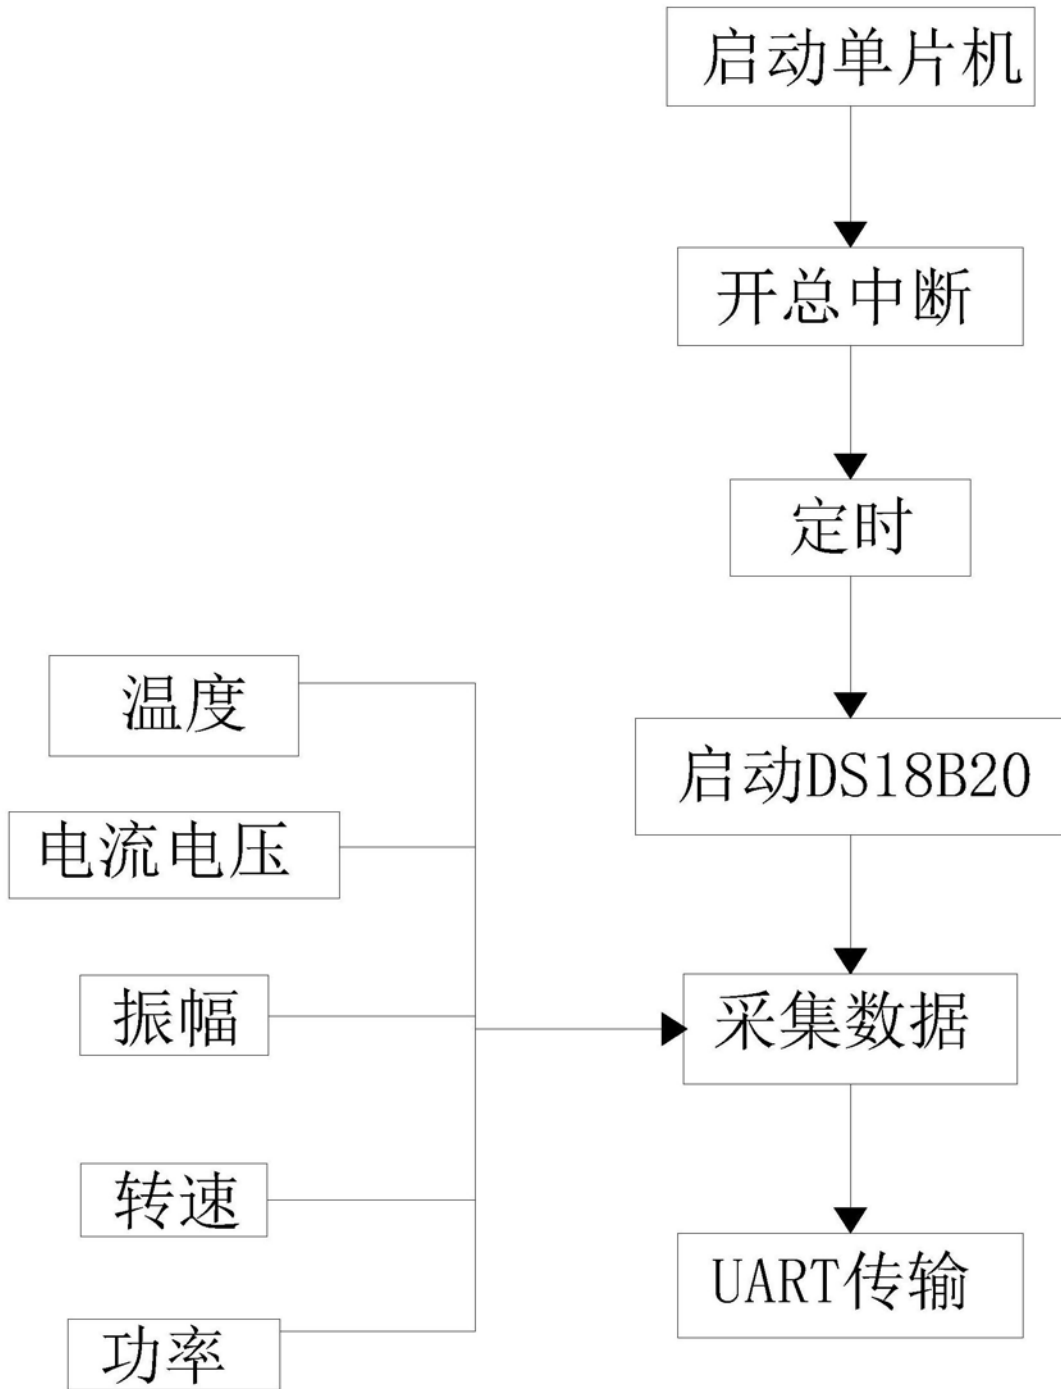 启动单片机
开总中断
定时
启动DS18B20
采集数据
UART传输
温度
电流电压
振幅
转速
功率